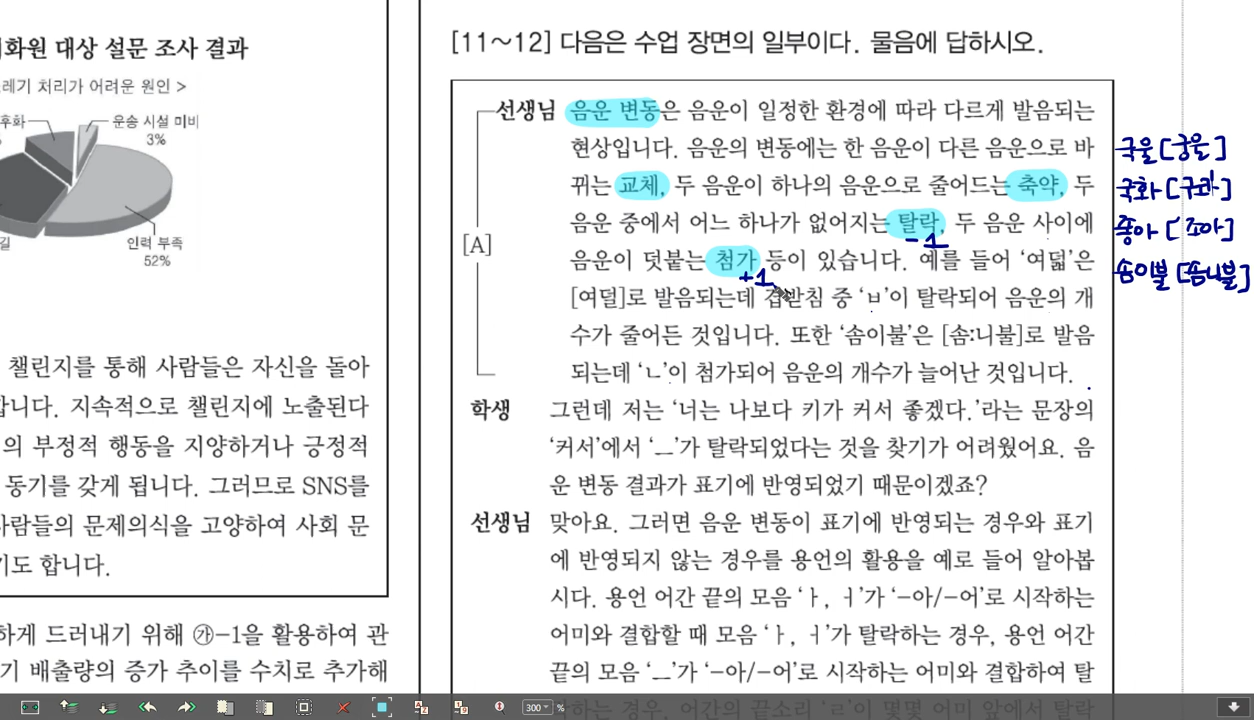 화원 대상 설문 조사 결과
레기 처리가 어려운 원인 >
후화
운송 시설 미비
3%
인력 부족
52%
길
챌린지를 통해 사람들은 자신을 돌아
합니다. 지속적으로 챌린지에 노출된다
의 부정적 행동을 지양하거나 긍정적
동기를 갖게 됩니다. 그러므로 SNS를
사람들의 문제의식을 고양하여 사회 문
기도 합니다.
하게 드러내기 위해 ㉮-1을 활용하여 관
기 배출량의 증가 추이를 수치로 추가해
[11~12] 다음은 수업 장면의 일부이다. 물음에 답하시오.
[A]
선생님 음운 변동은 음운이 일정한 환경에 따라 다르게 발음되는
현상입니다. 음운의 변동에는 한 음운이 다른 음운으로 바
뀌는 교체, 두 음운이 하나의 음운으로 줄어드는 축약, 두
음운 중에서 어느 하나가 없어지는 탈락, 두 음운 사이에
-1
음운이 덧붙는 첨가 등이 있습니다. 예를 들어 ‘여덟’은
+1
[여덜]로 발음되는데 겹받침 중 ‘ㅂ’이 탈락되어 음운의 개
수가 줄어든 것입니다. 또한 ‘솜이불’은 [솜:니불]로 발음
되는데 ‘ㄴ’이 첨가되어 음운의 개수가 늘어난 것입니다.
학생 그런데 저는 ‘너는 나보다 키가 커서 좋겠다.’라는 문장의
‘커서’에서 ‘ㅡ’가 탈락되었다는 것을 찾기가 어려웠어요. 음
운 변동 결과가 표기에 반영되었기 때문이겠죠?
선생님 맞아요. 그러면 음운 변동이 표기에 반영되는 경우와 표기
에 반영되지 않는 경우를 용언의 활용을 예로 들어 알아봅
시다. 용언 어간 끝의 모음 ‘ㅏ, ㅓ’가 ‘-아/-어’로 시작하는
어미와 결합할 때 모음 ‘ㅏ, ㅓ’가 탈락하는 경우, 용언 어간
끝의 모음 ‘ㅡ’가 ‘-아/-어’로 시작하는 어미와 결합하여 탈
하는 경우, 어간의 끝소리 ‘ㄹ’이 몇몇 어미 앞에서 탈락
국물 [궁물]
국화 [구콰]
좋아 [조아]
솜이불 [솜니불]
300 %